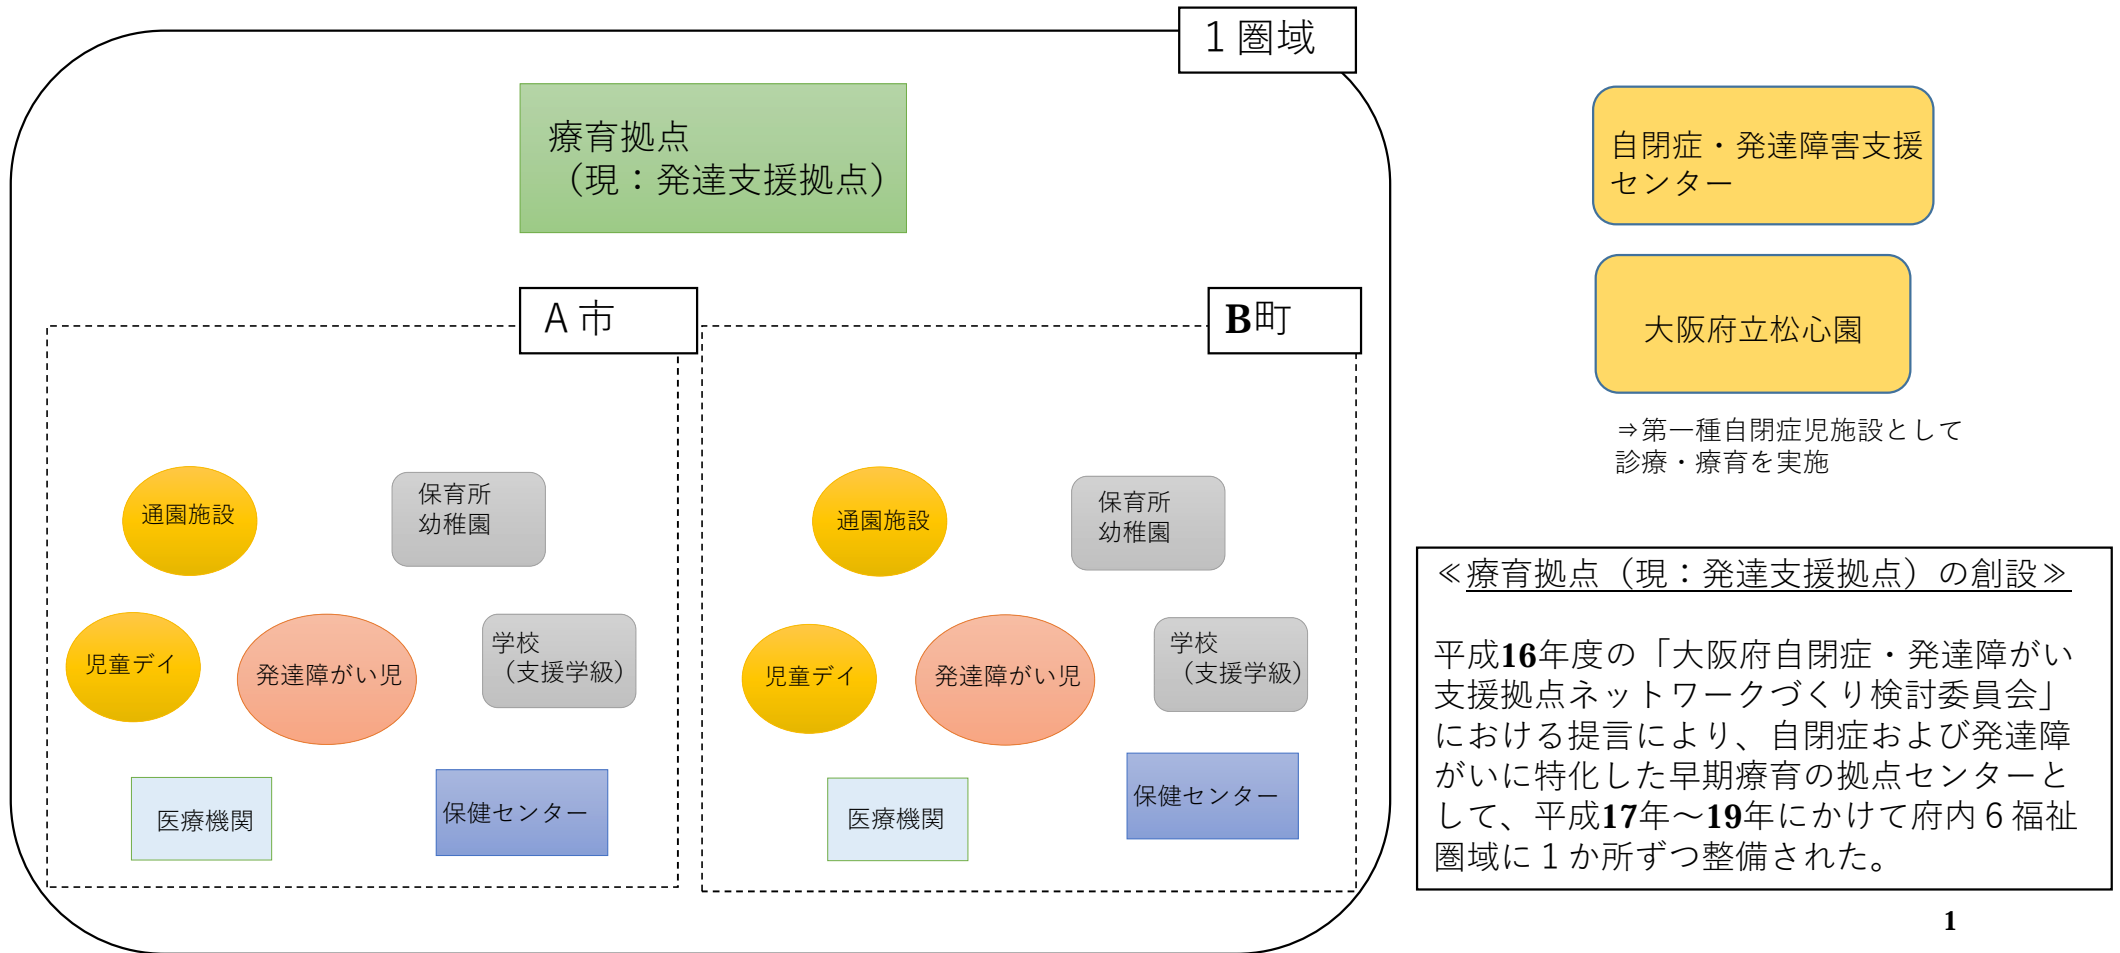 １圏域
療育拠点
（現：発達支援拠点）
Ａ市
通園施設
保育所
幼稚園
児童デイ
発達障がい児
学校
（支援学級）
医療機関
保健センター
B町
通園施設
保育所
幼稚園
児童デイ
発達障がい児
学校
（支援学級）
医療機関
保健センター
自閉症・発達障害支援
センター
大阪府立松心園
⇒第一種自閉症児施設として
診療・療育を実施
≪療育拠点（現：発達支援拠点）の創設≫
平成16年度の「大阪府自閉症・発達障がい
支援拠点ネットワークづくり検討委員会」
における提言により、自閉症および発達障
がいに特化した早期療育の拠点センターと
して、平成17年～19年にかけて府内６福祉
圏域に１か所ずつ整備された。
1